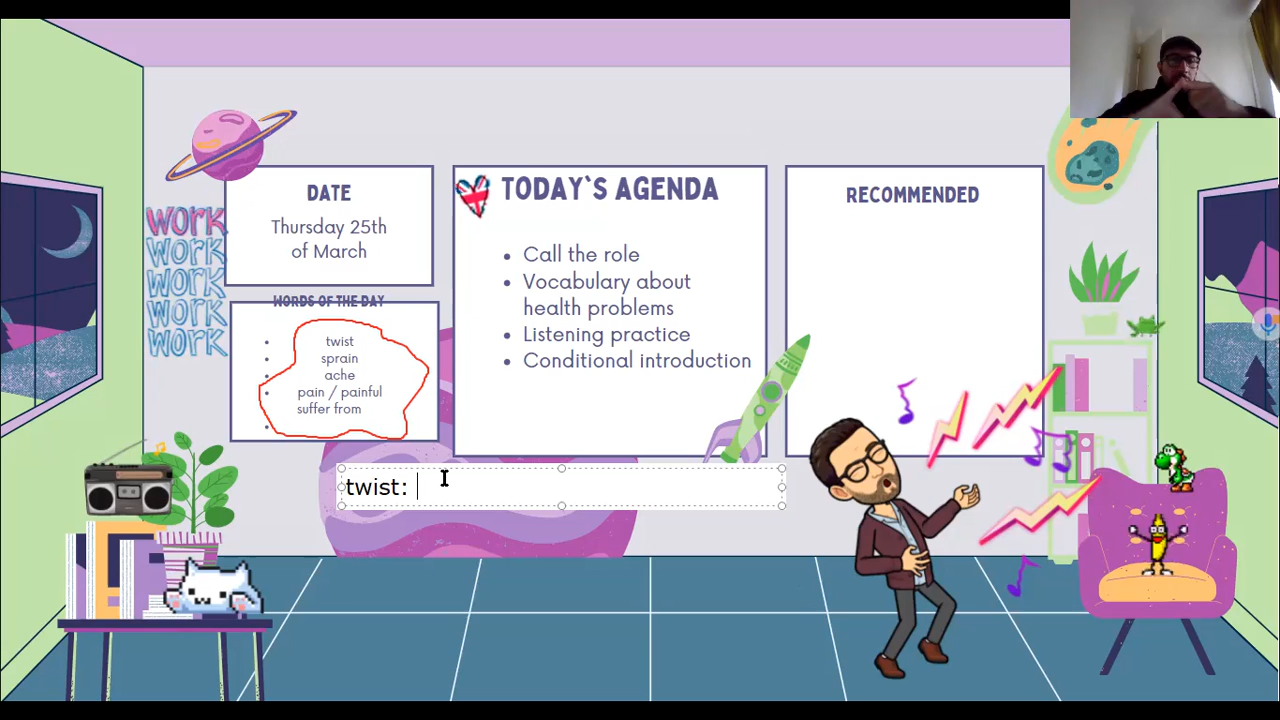 DATE
Thursday 25th
of March
WORK
WORK
WORK
WORK
WORK
WORDS OF THE DAY
twist
sprain
ache
pain / painful
suffer from
TODAY`S AGENDA
Call the role
Vocabulary about
health problems
Listening practice
Conditional introduction
RECOMMENDED
twist: